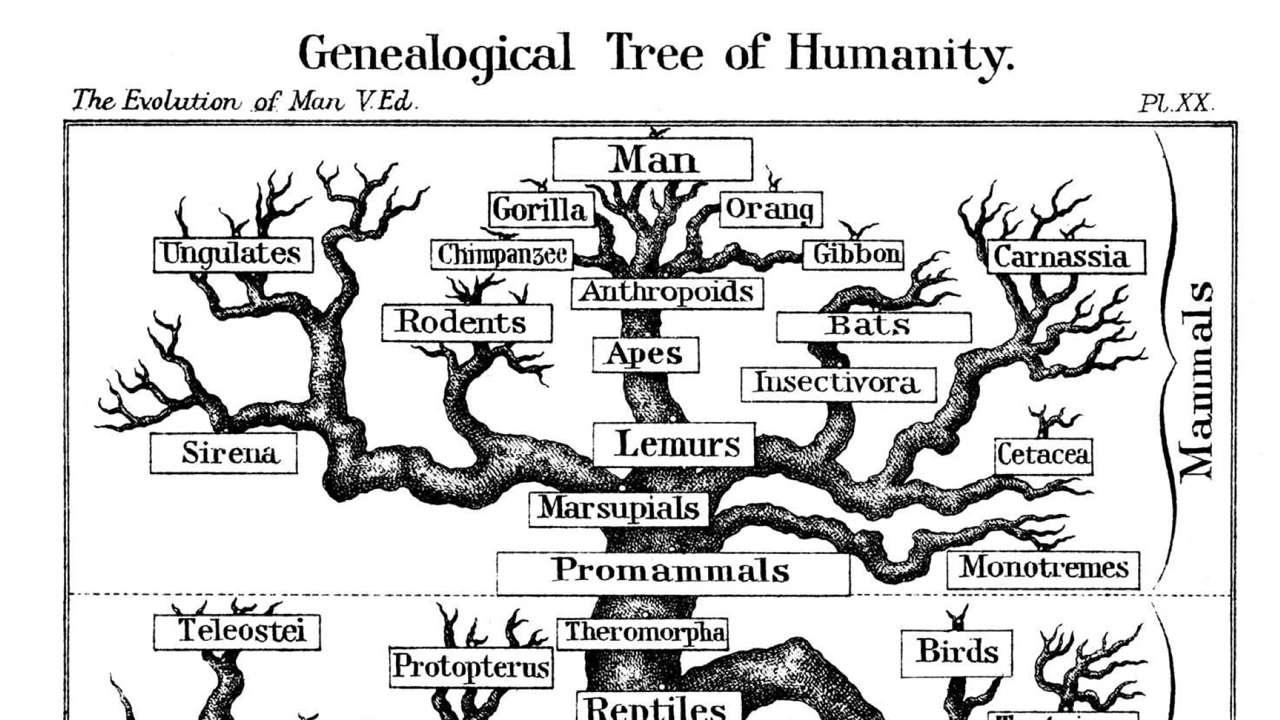 Genealogical Tree of Humanity.
The Evolution of Man V.Ed.
Pl.XX.
Man
Gorilla
Orang
Ungulates
Chimpanzee
Gibbon
Carnassia
Anthropoids
Rodents
Bats
Apes
Insectivora
Mammals
Sirena
Lemurs
Cetacea
Marsupials
Promammals
Monotremes
Teleostei
Theromorpha
Birds
Protopterus
Reptiles